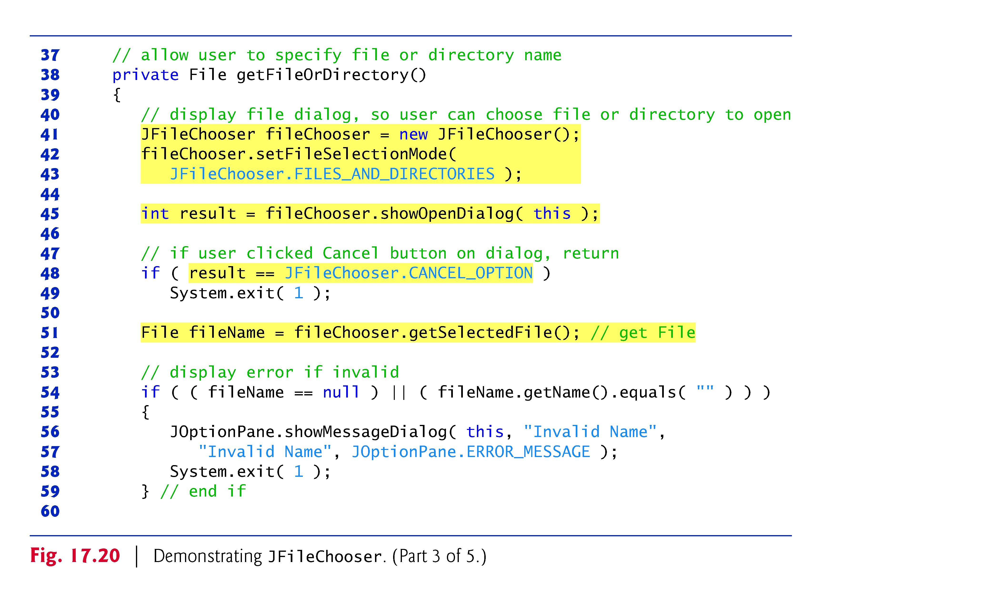 37 // allow user to specify file or directory name
38 private File getFileOrDirectory()
39 {
40 // display file dialog, so user can choose file or directory to open
41 JFileChooser fileChooser = new JFileChooser();
42 fileChooser.setFileSelectionMode(
43 JFileChooser.FILES_AND_DIRECTORIES );
44
45 int result = fileChooser.showOpenDialog( this );
46
47 // if user clicked Cancel button on dialog, return
48 if ( result == JFileChooser.CANCEL_OPTION )
49 System.exit( 1 );
50
51 File fileName = fileChooser.getSelectedFile(); // get File
52
53 // display error if invalid
54 if ( ( fileName == null ) || ( fileName.getName().equals( "" ) ) )
55 {
56 JOptionPane.showMessageDialog( this, "Invalid Name",
57 "Invalid Name", JOptionPane.ERROR_MESSAGE );
58 System.exit( 1 );
59 } // end if
60
Fig. 17.20 | Demonstrating JFileChooser. (Part 3 of 5.)